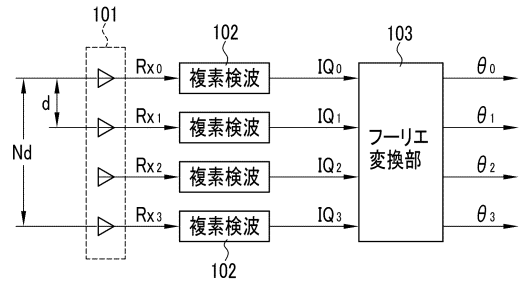 101
102
103
Rx0
複素検波
IQ0
θ0
d
Rx1
複素検波
IQ1
θ1
フーリエ
変換部
Nd
Rx2
複素検波
IQ2
θ2
Rx3
複素検波
IQ3
θ3
102